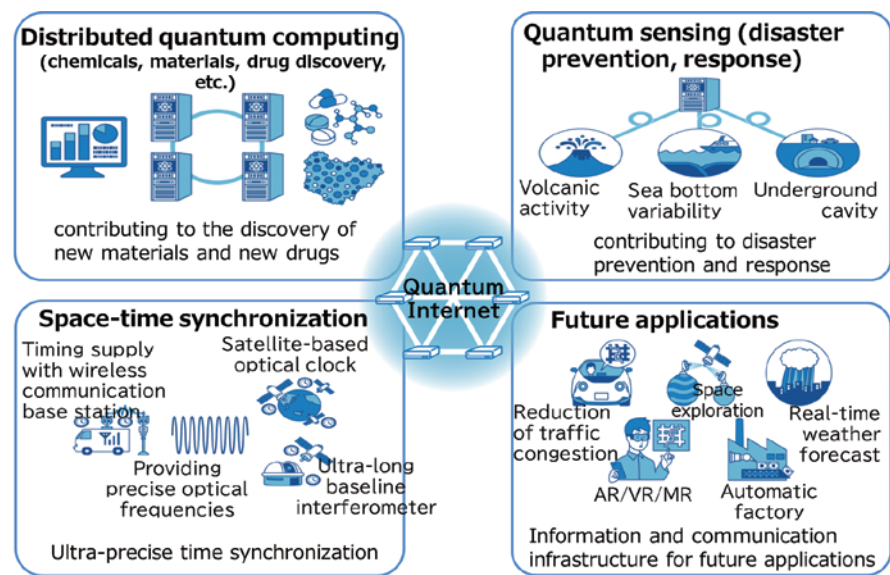 Distributed quantum computing
(chemicals, materials, drug discovery,
etc.)
contributing to the discovery of
new materials and new drugs
Quantum sensing (disaster
prevention, response)
Volcanic
activity
Sea bottom
variability
Underground
cavity
contributing to disaster
prevention and response
Quantum
Internet
Space-time synchronization
Timing supply
with wireless
communication
base station
Satellite-based
optical clock
Providing
precise optical
frequencies
Ultra-long
baseline
interferometer
Ultra-precise time synchronization
Future applications
Reduction
of traffic
congestion
Space
exploration
Real-time
weather
forecast
AR/VR/MR
Automatic
factory
Information and communication
infrastructure for future applications